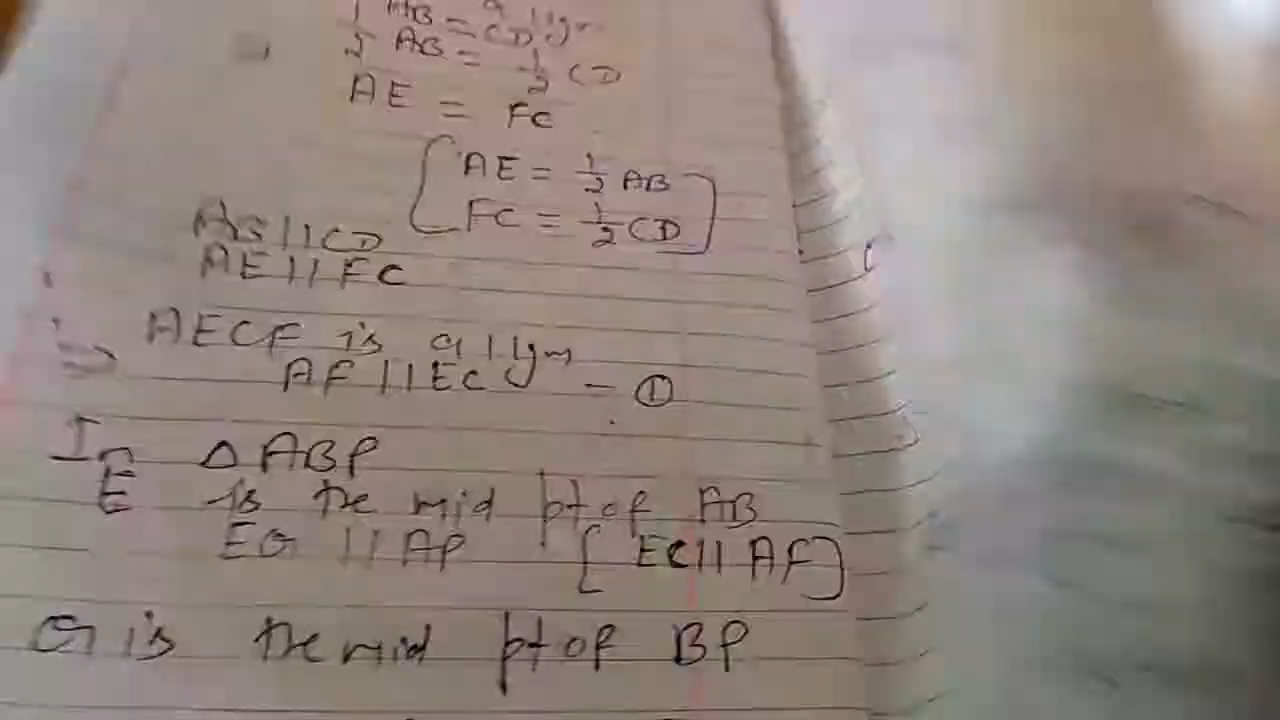 AB = CD
½ AB = ½ CD
AE = FC
[ AE = ½ AB
FC = ½ CD ]
AB || CD
AE || FC
⇒ AECF is a ||gm
AF || EC - ①
In △ ABP
E is the mid pt of AB
EQ || AP [ EC || AF ]
Q is the mid pt of BP